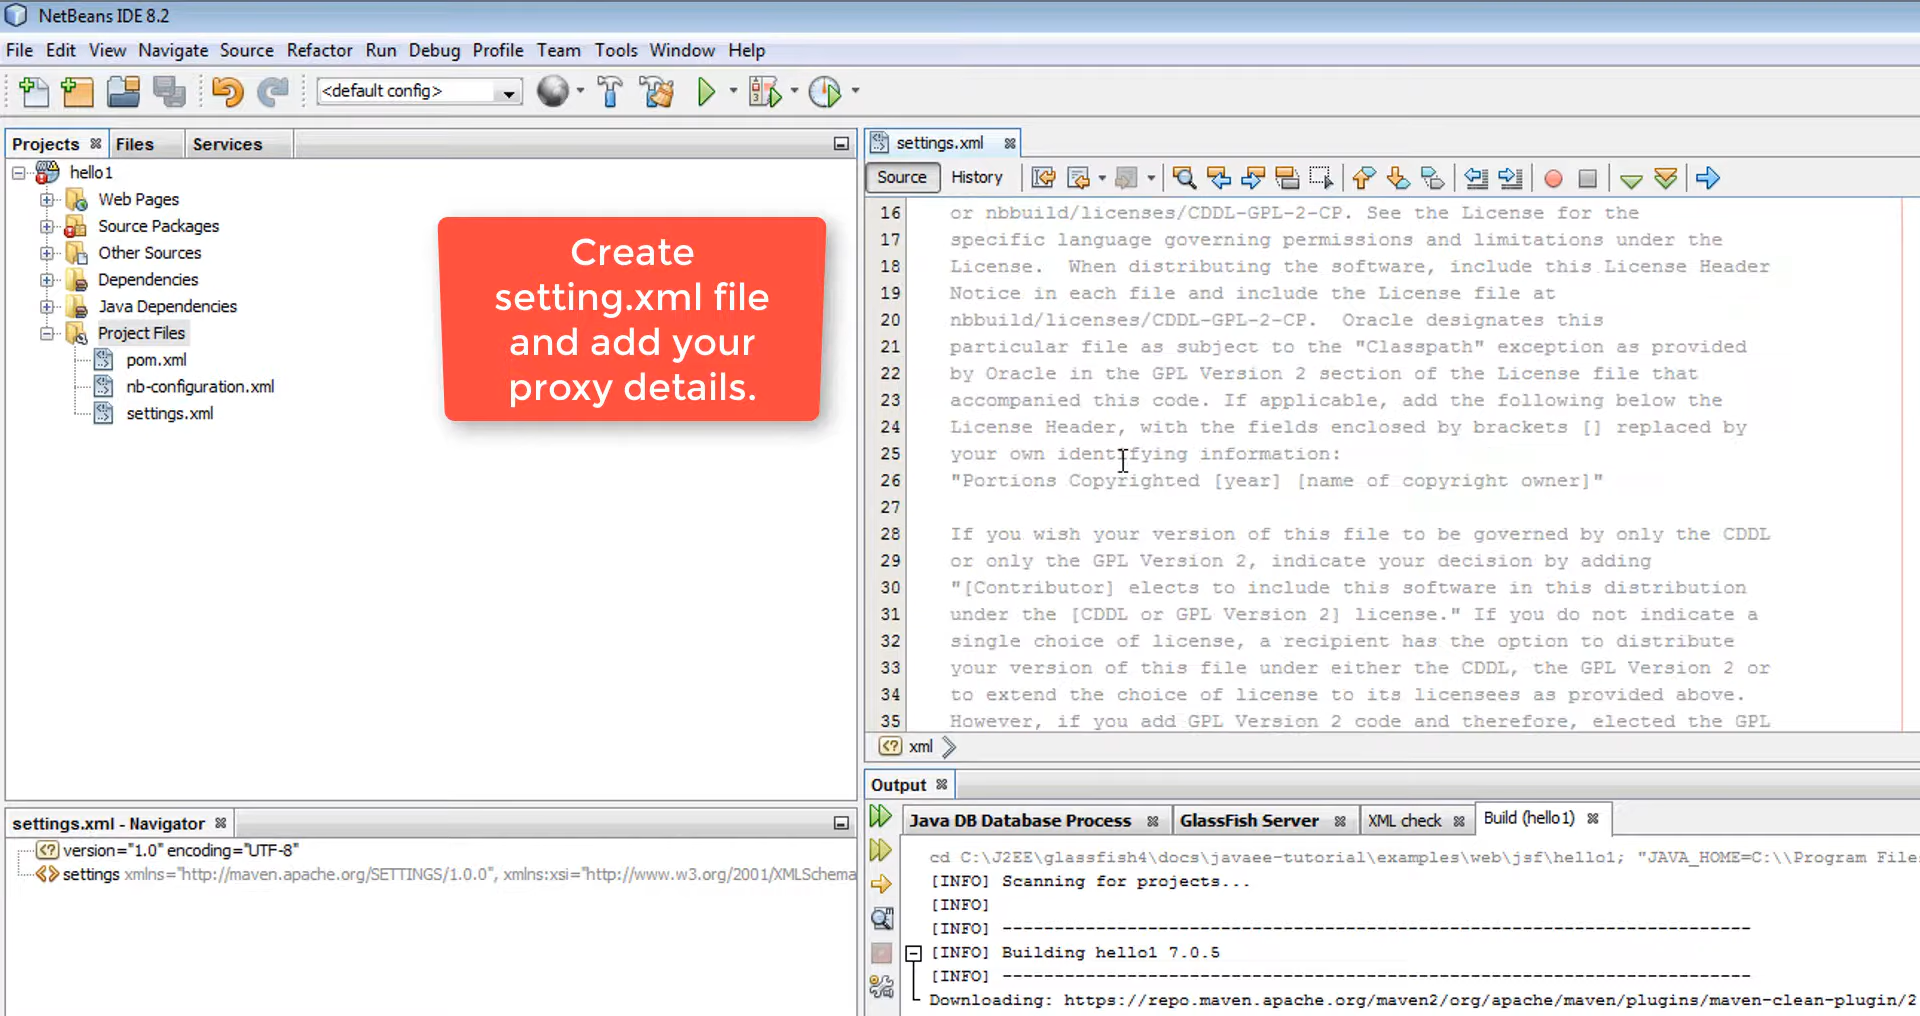 NetBeans IDE 8.2
File Edit View Navigate Source Refactor Run Debug Profile Team Tools Window Help
<default config>
Projects Files Services
hello1
Web Pages
Source Packages
Other Sources
Dependencies
Java Dependencies
Project Files
pom.xml
nb-configuration.xml
settings.xml
Create
setting.xml file
and add your
proxy details.
settings.xml
Source History
16 or nbbuild/licenses/CDDL-GPL-2-CP. See the License for the
17 specific language governing permissions and limitations under the
18 License.  When distributing the software, include this License Header
19 Notice in each file and include the License file at
20 nbbuild/licenses/CDDL-GPL-2-CP.  Oracle designates this
21 particular file as subject to the "Classpath" exception as provided
22 by Oracle in the GPL Version 2 section of the License file that
23 accompanied this code. If applicable, add the following below the
24 License Header, with the fields enclosed by brackets [] replaced by
25 your own identifying information:
26 "Portions Copyrighted [year] [name of copyright owner]"
27
28 If you wish your version of this file to be governed by only the CDDL
29 or only the GPL Version 2, indicate your decision by adding
30 "[Contributor] elects to include this software in this distribution
31 under the [CDDL or GPL Version 2] license." If you do not indicate a
32 single choice of license, a recipient has the option to distribute
33 your version of this file under either the CDDL, the GPL Version 2 or
34 to extend the choice of license to its licensees as provided above.
35 However, if you add GPL Version 2 code and therefore, elected the GPL
<?> xml
settings.xml - Navigator
<?> version="1.0" encoding="UTF-8"
<> settings xmlns="http://maven.apache.org/SETTINGS/1.0.0", xmlns:xsi="http://www.w3.org/2001/XMLSchema
Output
Java DB Database Process GlassFish Server XML check Build (hello1)
cd C:\J2EE\glassfish4\docs\javaee-tutorial\examples\web\jsf\hello1; "JAVA_HOME=C:\\Program File
[INFO] Scanning for projects...
[INFO]
[INFO] ------------------------------------------------------------------------
[INFO] Building hello1 7.0.5
[INFO] ------------------------------------------------------------------------
Downloading: https://repo.maven.apache.org/maven2/org/apache/maven/plugins/maven-clean-plugin/2